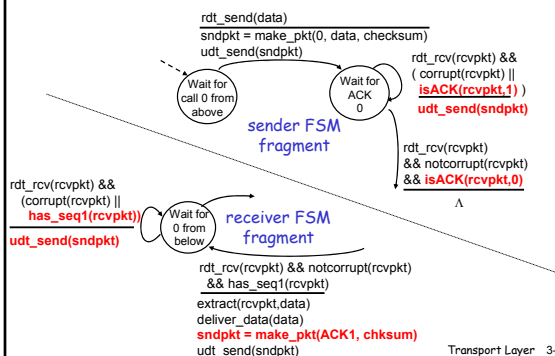 rdt_send(data)
sndpkt = make_pkt(0, data, checksum)
udt_send(sndpkt)
Wait for
call 0 from
above
Wait for
ACK
0
rdt_rcv(rcvpkt) &&
( corrupt(rcvpkt) ||
isACK(rcvpkt,1) )
udt_send(sndpkt)
sender FSM
fragment
rdt_rcv(rcvpkt)
&& notcorrupt(rcvpkt)
&& isACK(rcvpkt,0)
Λ
rdt_rcv(rcvpkt) &&
(corrupt(rcvpkt) ||
has_seq1(rcvpkt))
udt_send(sndpkt)
Wait for
0 from
below
receiver FSM
fragment
rdt_rcv(rcvpkt) && notcorrupt(rcvpkt)
&& has_seq1(rcvpkt)
extract(rcvpkt,data)
deliver_data(data)
sndpkt = make_pkt(ACK1, chksum)
udt_send(sndpkt)
Transport Layer 3-